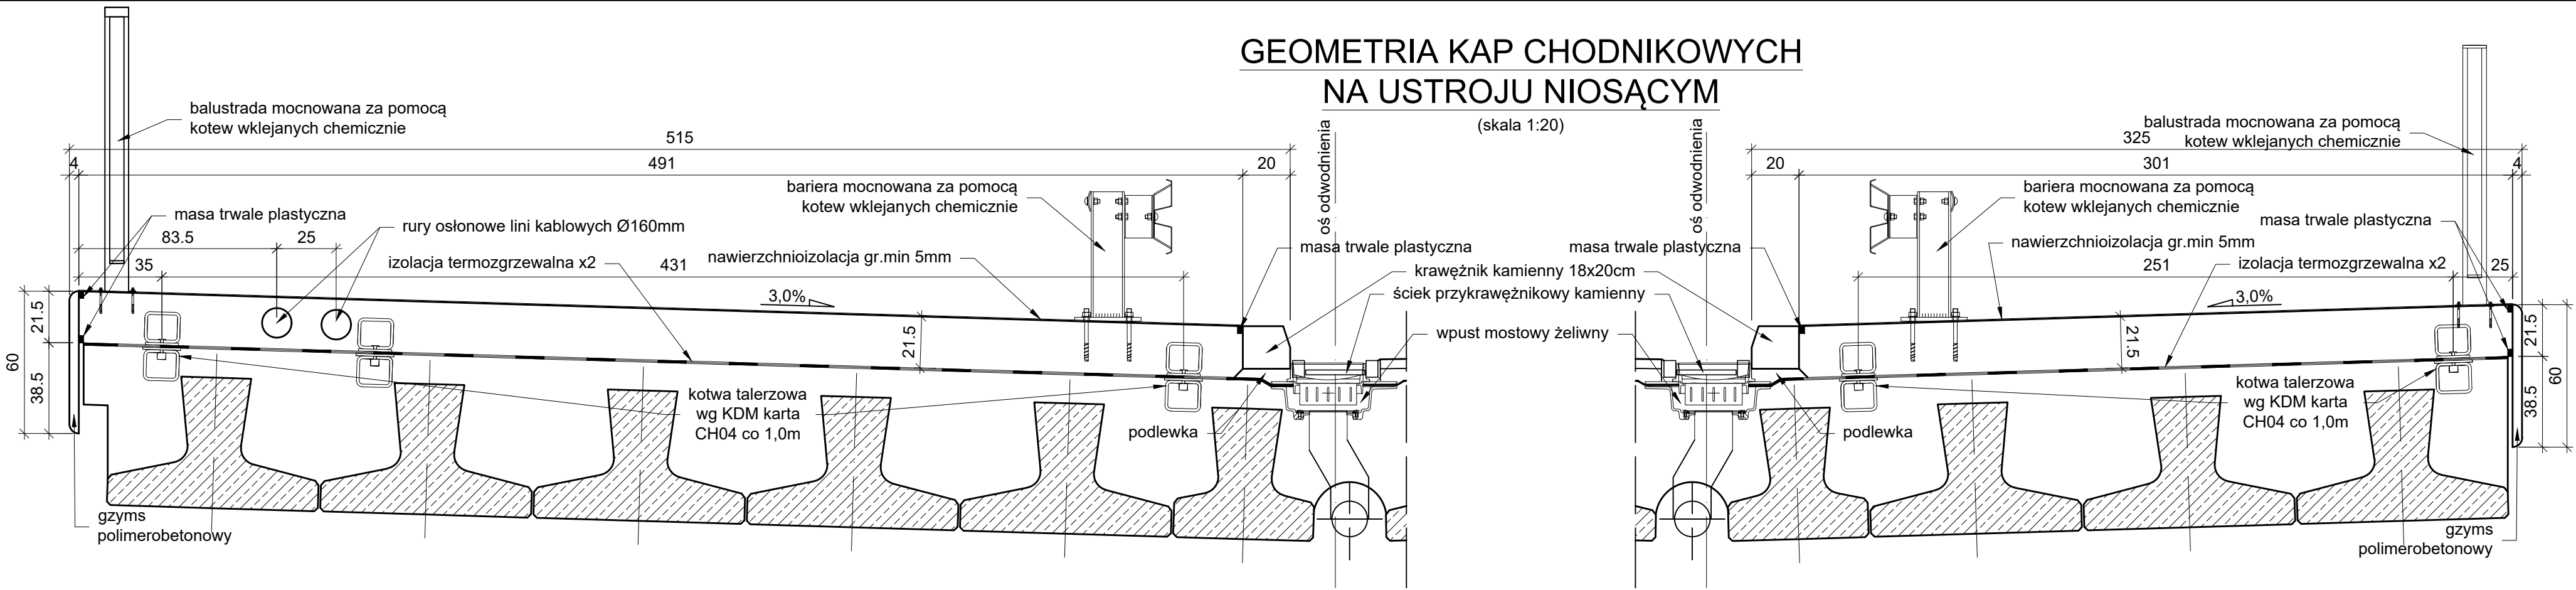 GEOMETRIA KAP CHODNIKOWYCH
NA USTROJU NIOSĄCYM
(skala 1:20)
balustrada mocnowana za pomocą
kotew wklejanych chemicznie
515
4
491
20
bariera mocnowana za pomocą
kotew wklejanych chemicznie
oś odwodnienia
masa trwale plastyczna
rury osłonowe lini kablowych Ø160mm
83.5
25
izolacja termozgrzewalna x2
nawierzchnioizolacja gr.min 5mm
masa trwale plastyczna
35
431
3,0%
21.5
21.5
60
38.5
kotwa talerzowa
wg KDM karta
CH04 co 1,0m
podlewka
gzyms
polimerobetonowy
krawężnik kamienny 18x20cm
ściek przykrawężnikowy kamienny
wpust mostowy żeliwny
oś odwodnienia
balustrada mocnowana za pomocą
325
kotew wklejanych chemicznie
20
301
4
bariera mocnowana za pomocą
kotew wklejanych chemicznie
masa trwale plastyczna
masa trwale plastyczna
nawierzchnioizolacja gr.min 5mm
251
izolacja termozgrzewalna x2
25
3,0%
21.5
21.5
60
38.5
kotwa talerzowa
wg KDM karta
CH04 co 1,0m
podlewka
gzyms
polimerobetonowy